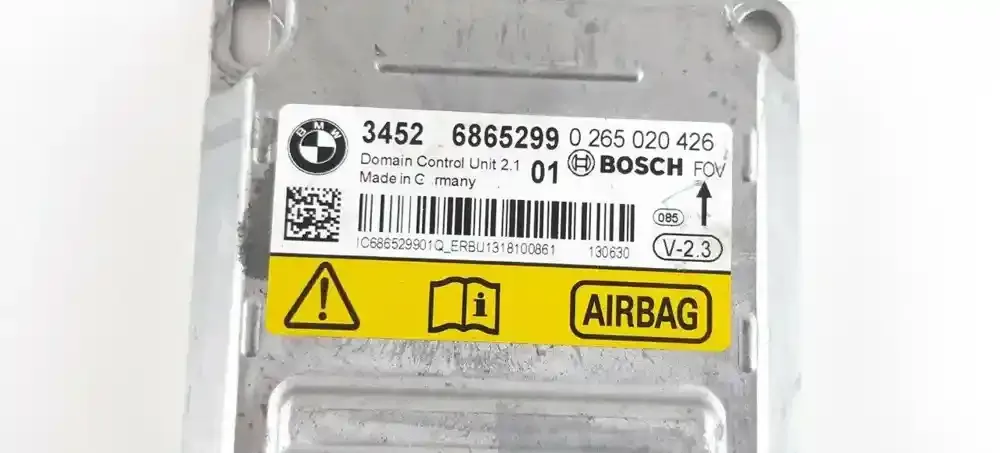 BMW
3452 6865299 0 265 020 426
Domain Control Unit 2.1 01 BOSCH FOV
Made in G rmany
085
IC686529901Q_ERBU1318100861 130630
V-2.3
AIRBAG